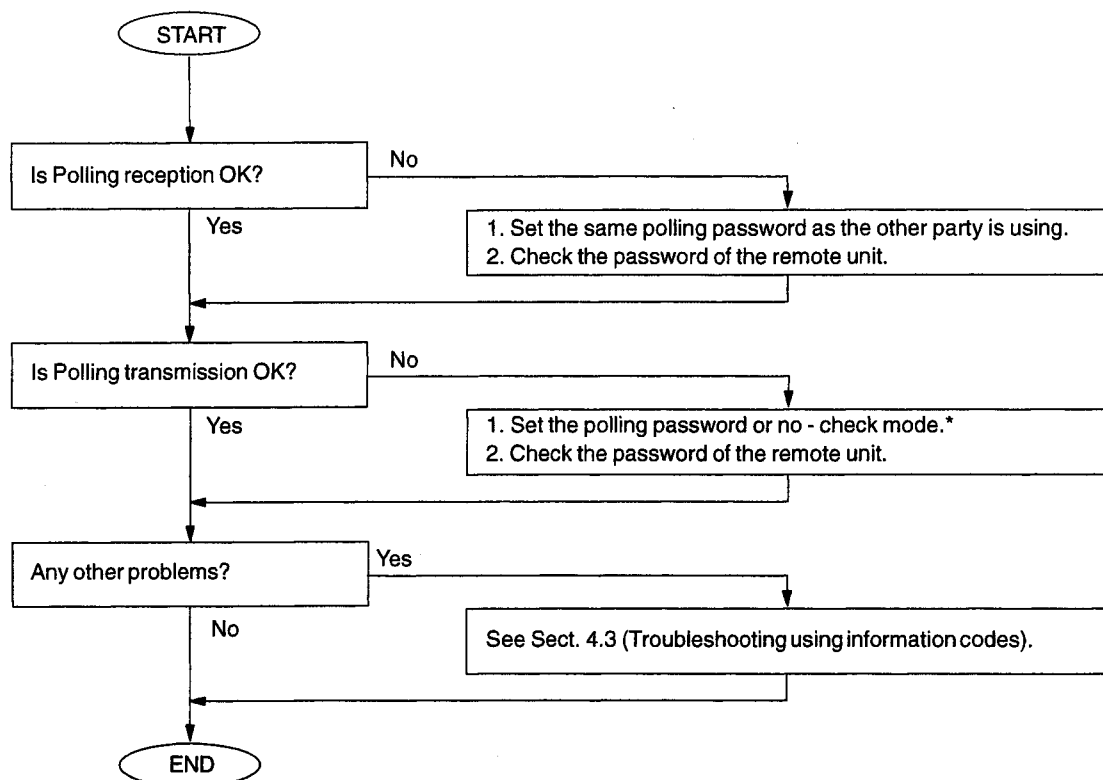 START
Is Polling reception OK?
No
Yes
1. Set the same polling password as the other party is using.
2. Check the password of the remote unit.
Is Polling transmission OK?
No
Yes
1. Set the polling password or no - check mode.*
2. Check the password of the remote unit.
Any other problems?
Yes
No
See Sect. 4.3 (Troubleshooting using information codes).
END